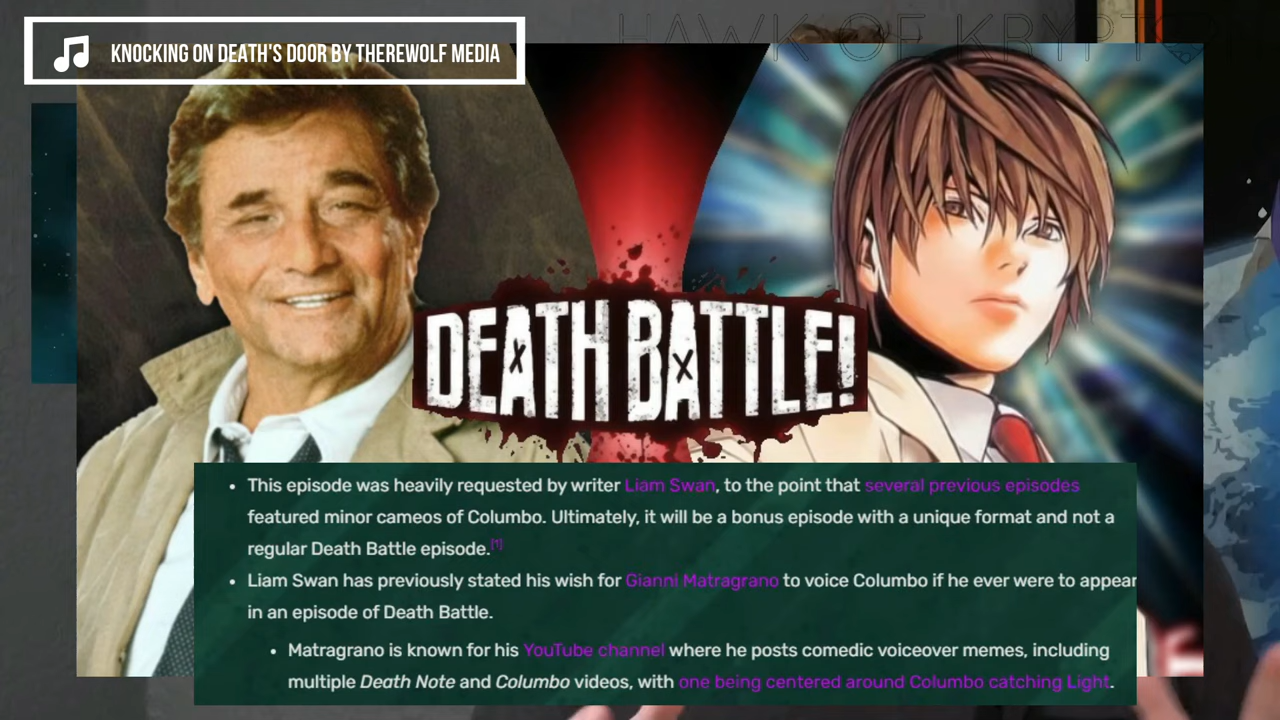 HAWK OF KRYPTON
KNOCKING ON DEATH'S DOOR BY THEREWOLF MEDIA
DEATH BATTLE!
• This episode was heavily requested by writer Liam Swan, to the point that several previous episodes
featured minor cameos of Columbo. Ultimately, it will be a bonus episode with a unique format and not a
regular Death Battle episode.[1]
• Liam Swan has previously stated his wish for Gianni Matragrano to voice Columbo if he ever were to appear
in an episode of Death Battle.
• Matragrano is known for his YouTube channel where he posts comedic voiceover memes, including
multiple Death Note and Columbo videos, with one being centered around Columbo catching Light.